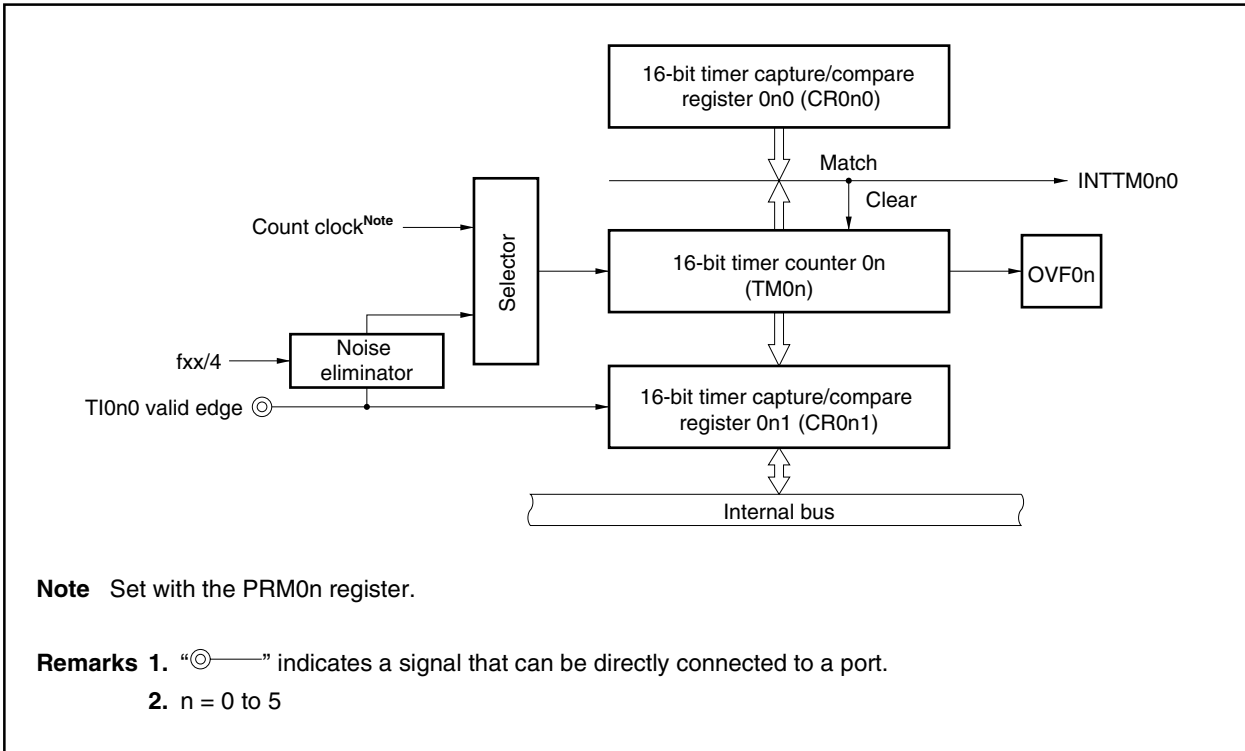 16-bit timer capture/compare
register 0n0 (CR0n0)
Match
INTTM0n0
Clear
Count clockNote
Selector
16-bit timer counter 0n
(TM0n)
OVF0n
fxx/4
Noise
eliminator
TI0n0 valid edge
16-bit timer capture/compare
register 0n1 (CR0n1)
Internal bus
Note Set with the PRM0n register.
Remarks 1. “◎——” indicates a signal that can be directly connected to a port.
2. n = 0 to 5